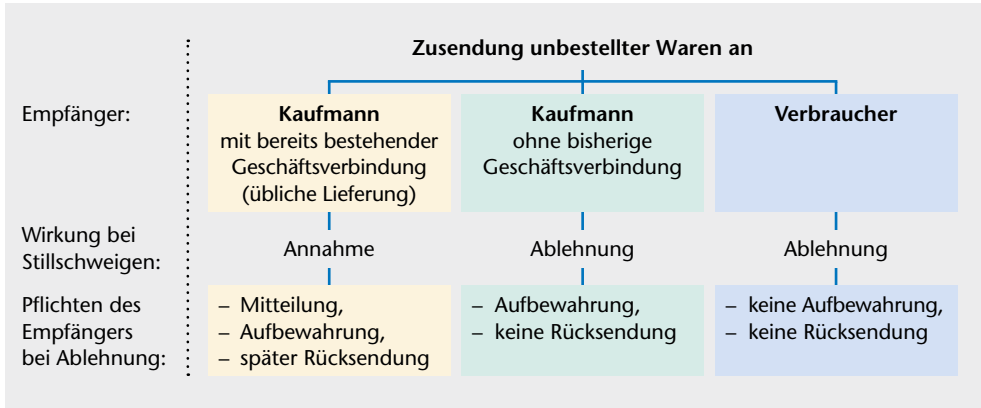 Zusendung unbestellter Waren an
Empfänger:
Kaufmann
mit bereits bestehender
Geschäftsverbindung
(übliche Lieferung)
Kaufmann
ohne bisherige
Geschäftsverbindung
Verbraucher
Wirkung bei
Stillschweigen:
Annahme
Ablehnung
Ablehnung
Pflichten des
Empfängers
bei Ablehnung:
– Mitteilung,
– Aufbewahrung,
– später Rücksendung
– Aufbewahrung,
– keine Rücksendung
– keine Aufbewahrung,
– keine Rücksendung